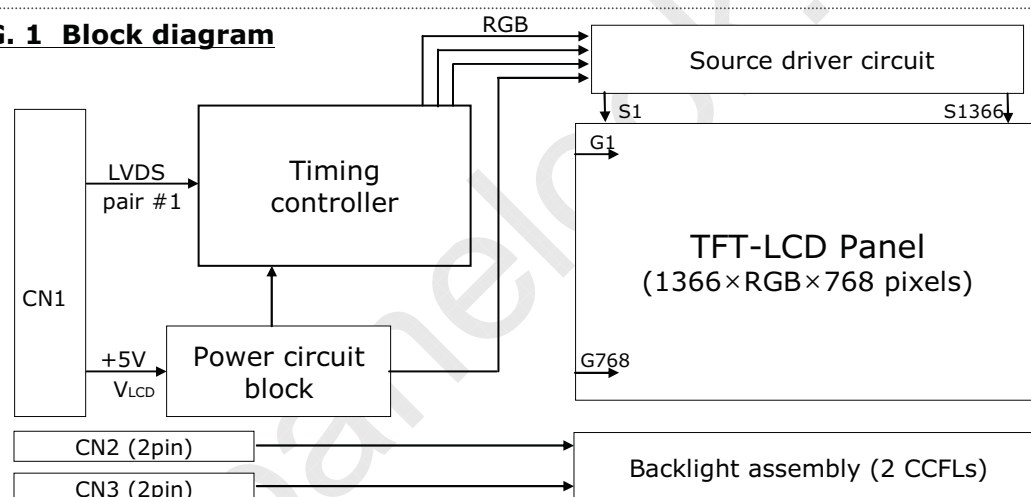 G. 1 Block diagram
RGB
Source driver circuit
S1
S1366
G1
Timing
controller
LVDS
pair #1
TFT-LCD Panel
(1366×RGB×768 pixels)
CN1
+5V
VLCD
Power circuit
block
G768
CN2 (2pin)
Backlight assembly (2 CCFLs)
CN3 (2pin)